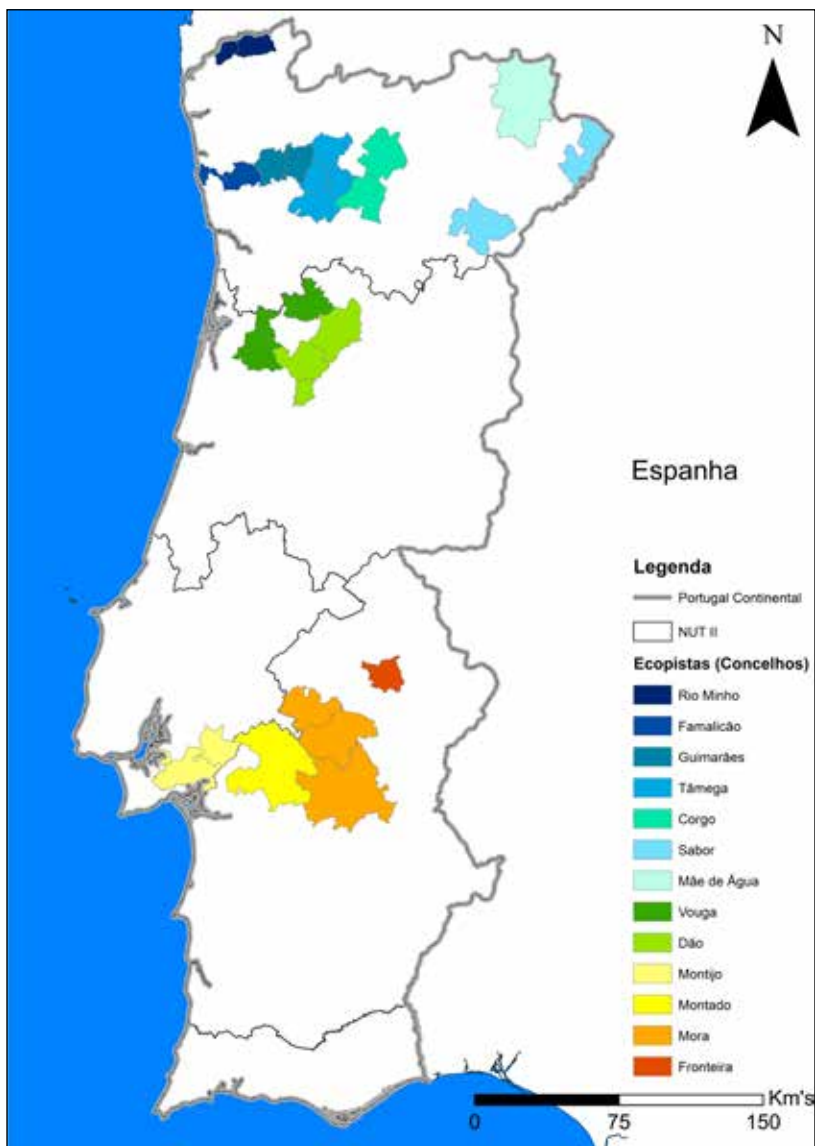 N
Espanha
Legenda
Portugal Continental
NUT II
Ecopistas (Concelhos)
Rio Minho
Famalicão
Guimarães
Tâmega
Corgo
Sabor
Mãe de Água
Vouga
Dão
Montijo
Montado
Mora
Fronteira
Km's
0 75 150